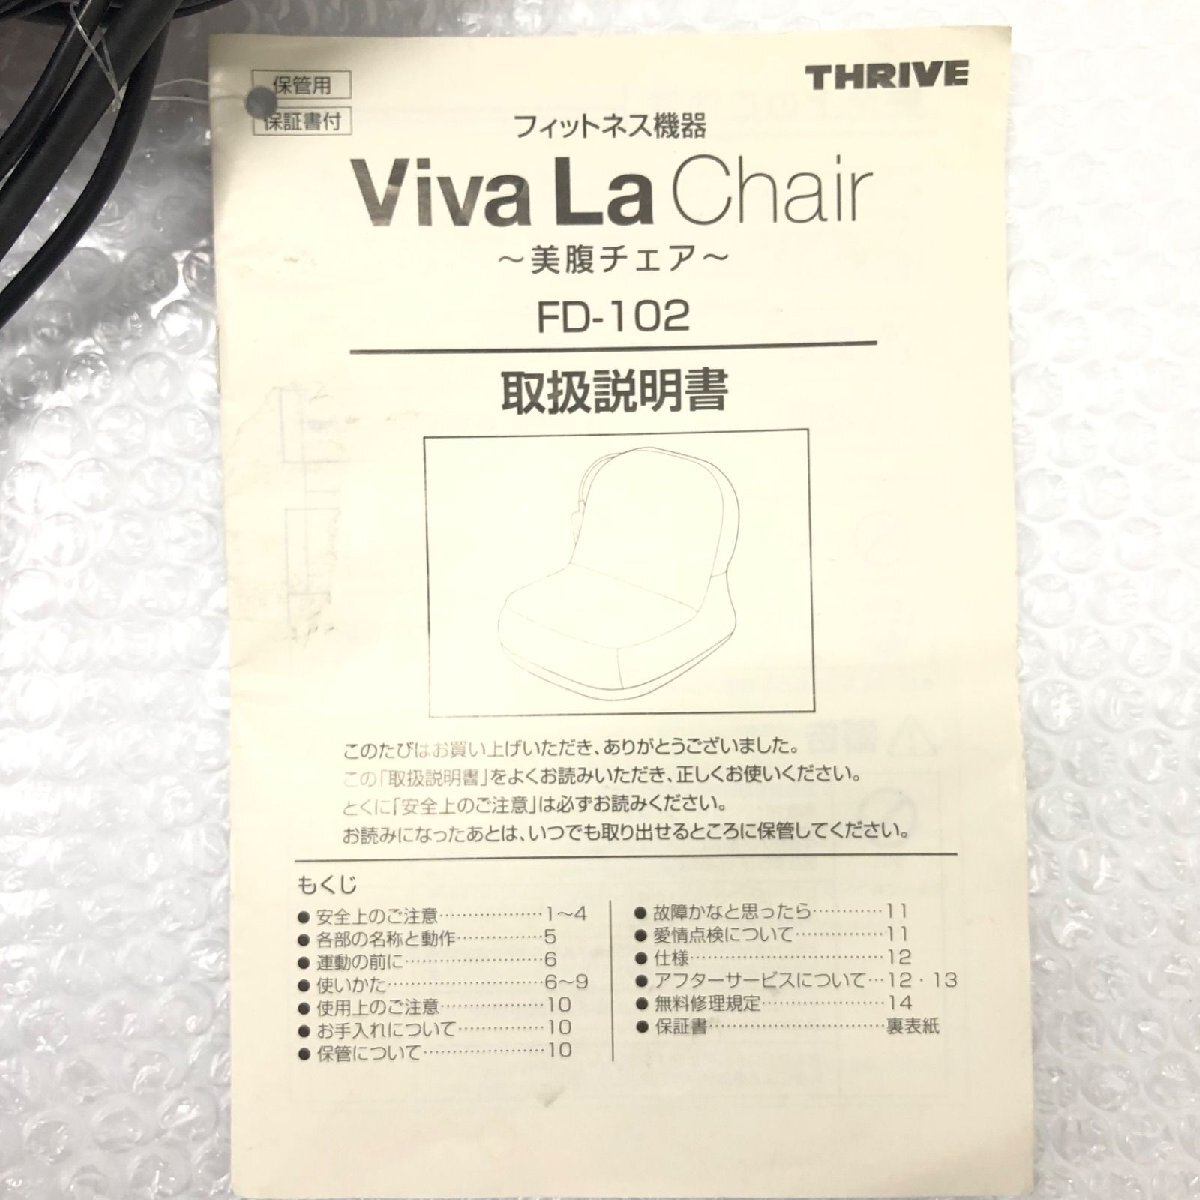 保管用
保証書付
THRIVE
フィットネス機器
Viva La Chair
～美腹チェア～
FD-102
取扱説明書
このたびはお買い上げいただき、ありがとうございました。
この「取扱説明書」をよくお読みいただき、正しくお使いください。
とくに「安全上のご注意」は必ずお読みください。
お読みになったあとは、いつでも取り出せるところに保管してください。
もくじ
●安全上のご注意………………1～4
●各部の名称と動作……………5
●運動の前に……………………6
●使いかた………………………6～9
●使用上のご注意………………10
●お手入れについて……………10
●保管について…………………10
●故障かなと思ったら…………11
●愛情点検について……………11
●仕様……………………………12
●アフターサービスについて…12・13
●無料修理規定…………………14
●保証書…………………………裏表紙